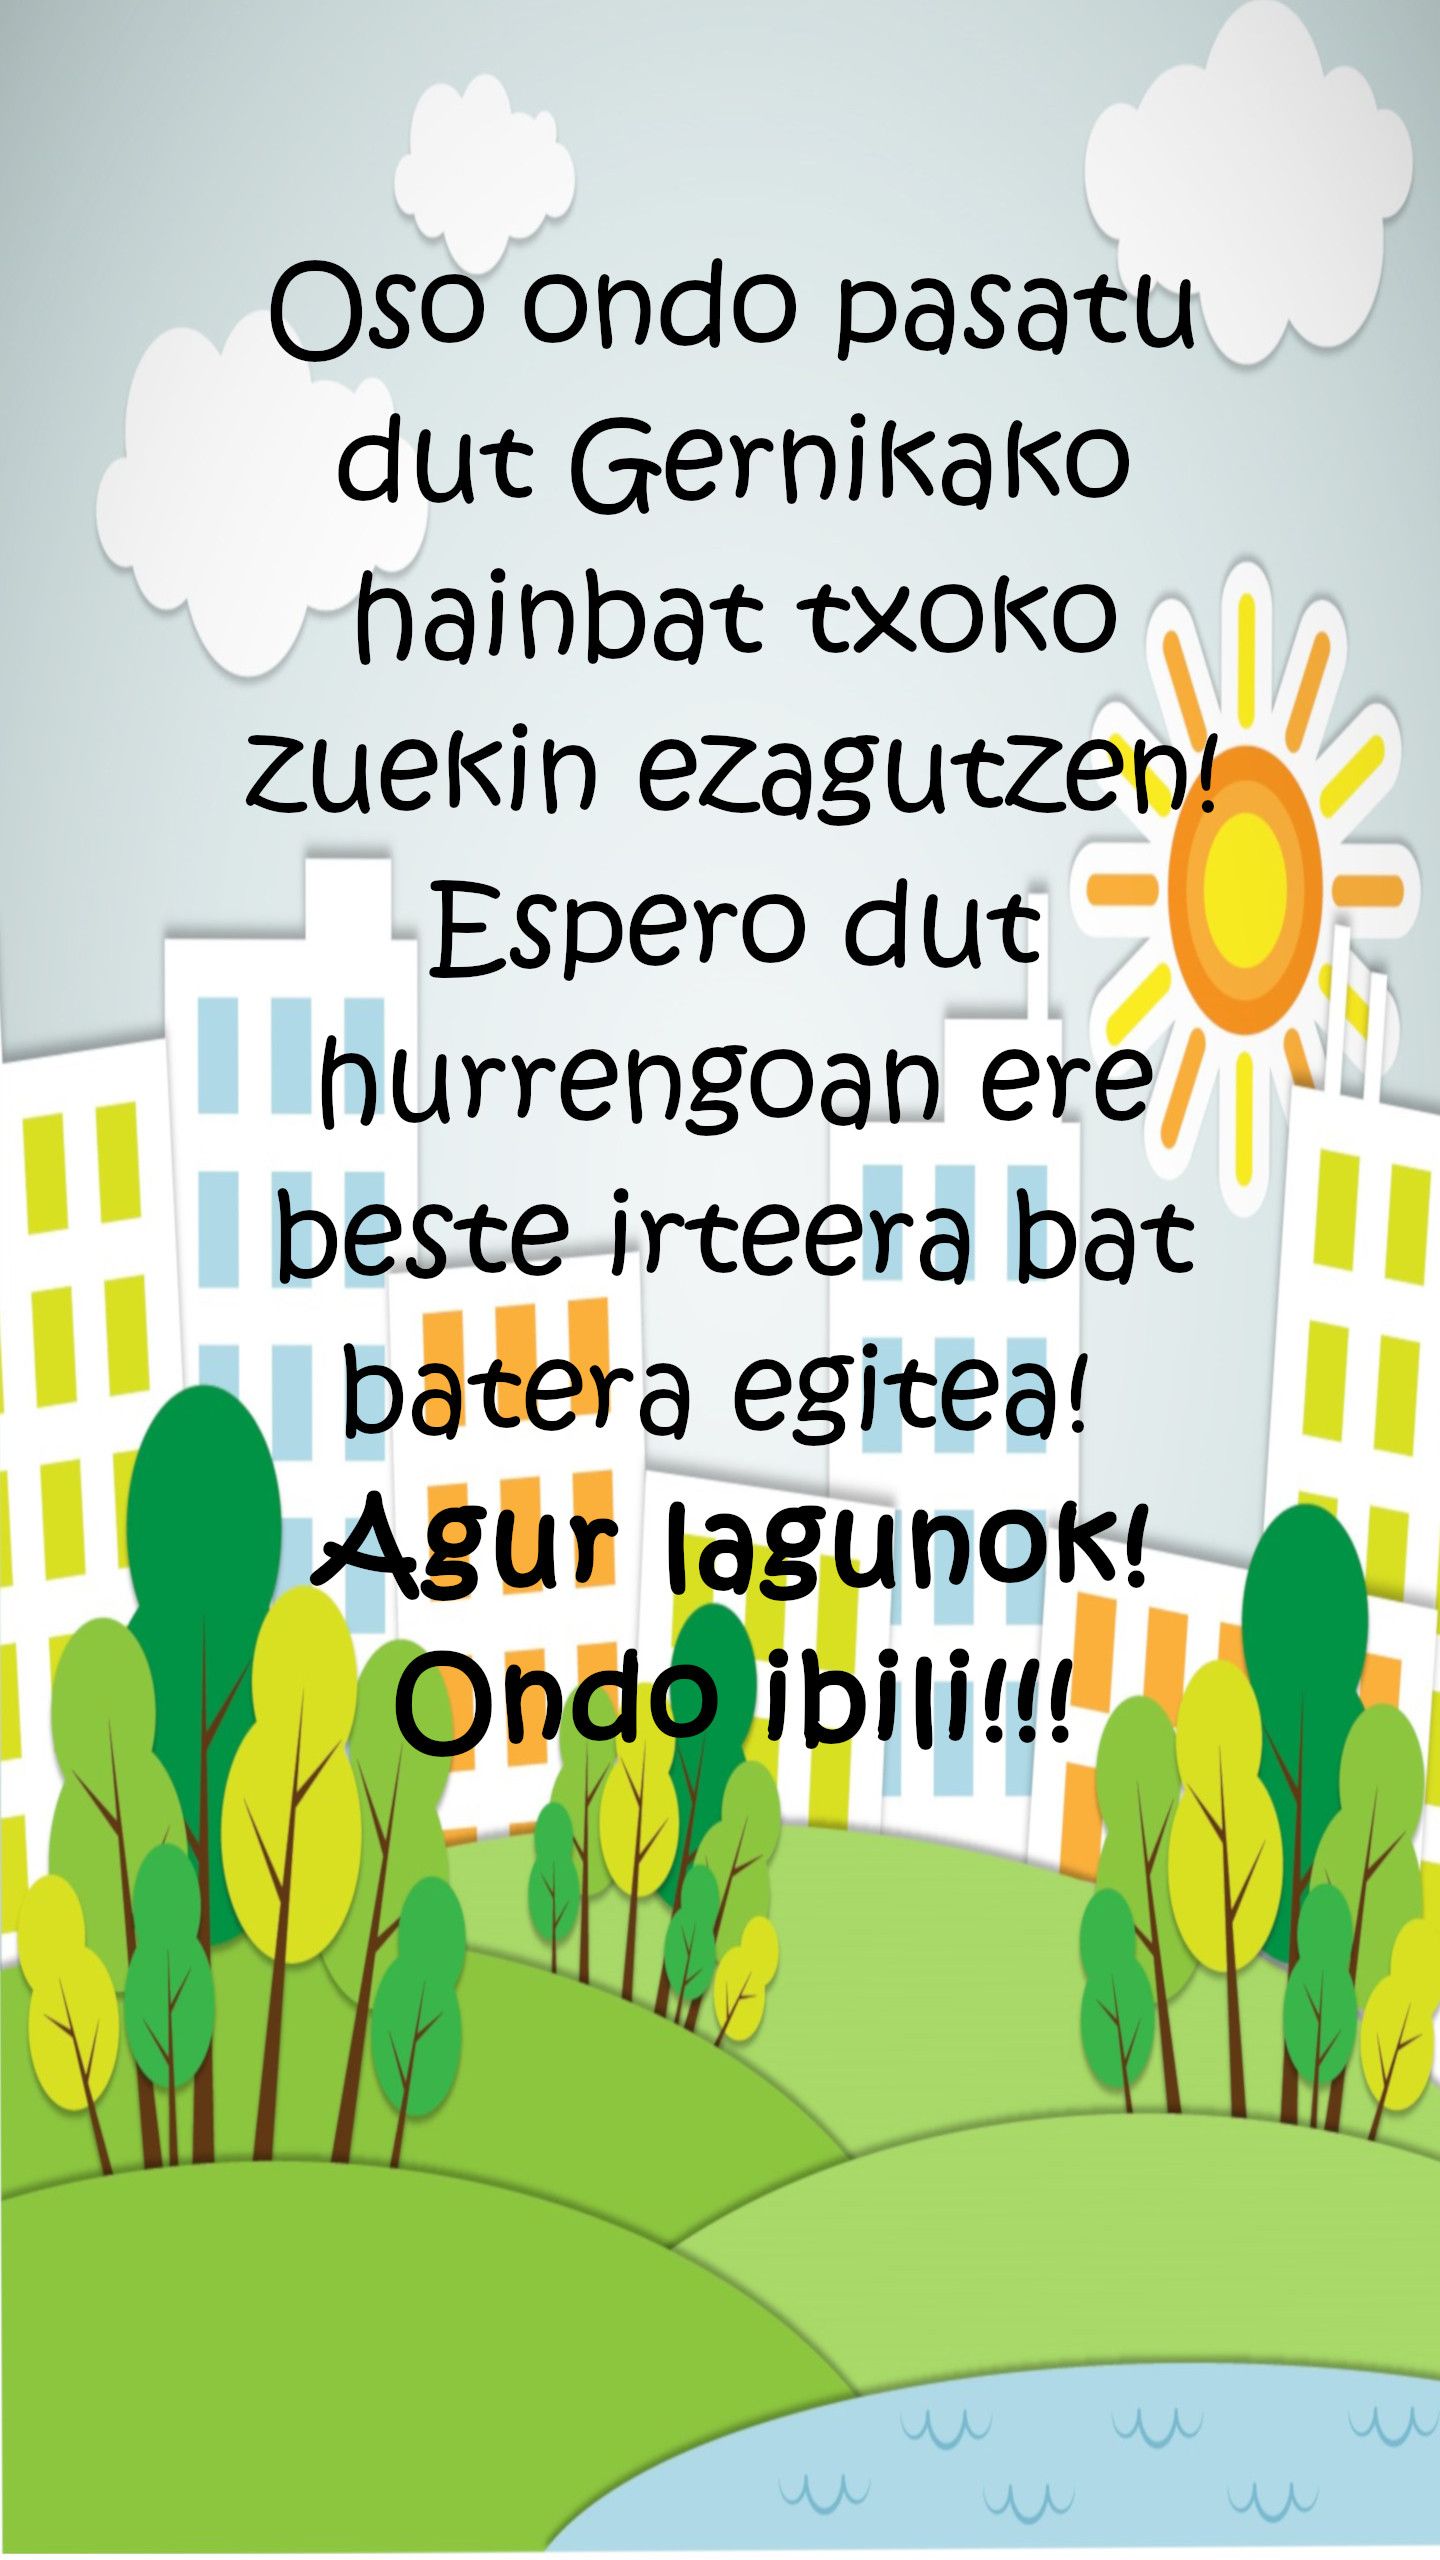 Oso ondo pasatu
dut Gernikako
hainbat txoko
zuekin ezagutzen!
Espero dut
hurrengoan ere
beste irteera bat
batera egitea!
Agur lagunok!
Ondo ibili!!!